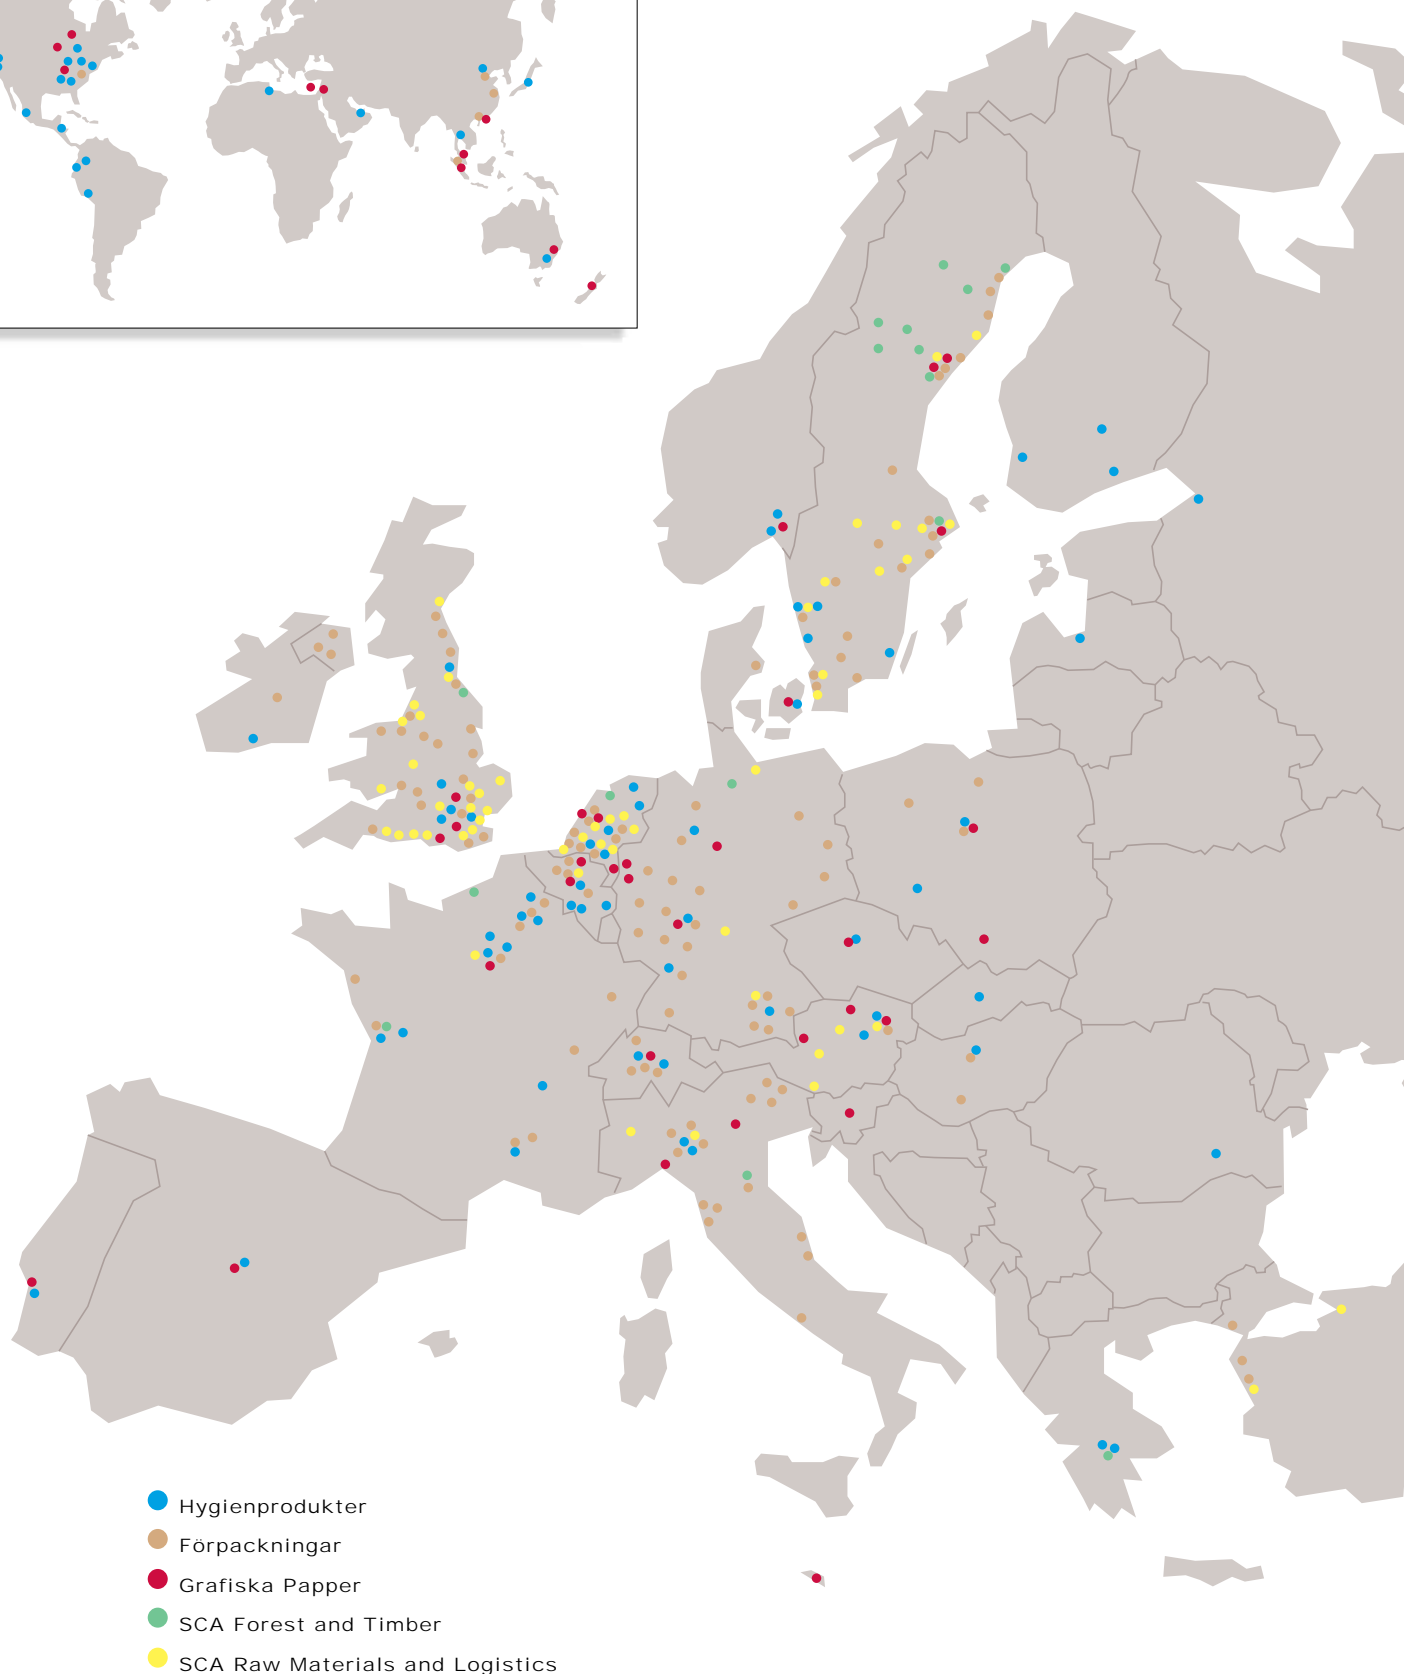 Hygienprodukter
Förpackningar
Grafiska Papper
SCA Forest and Timber
SCA Raw Materials and Logistics